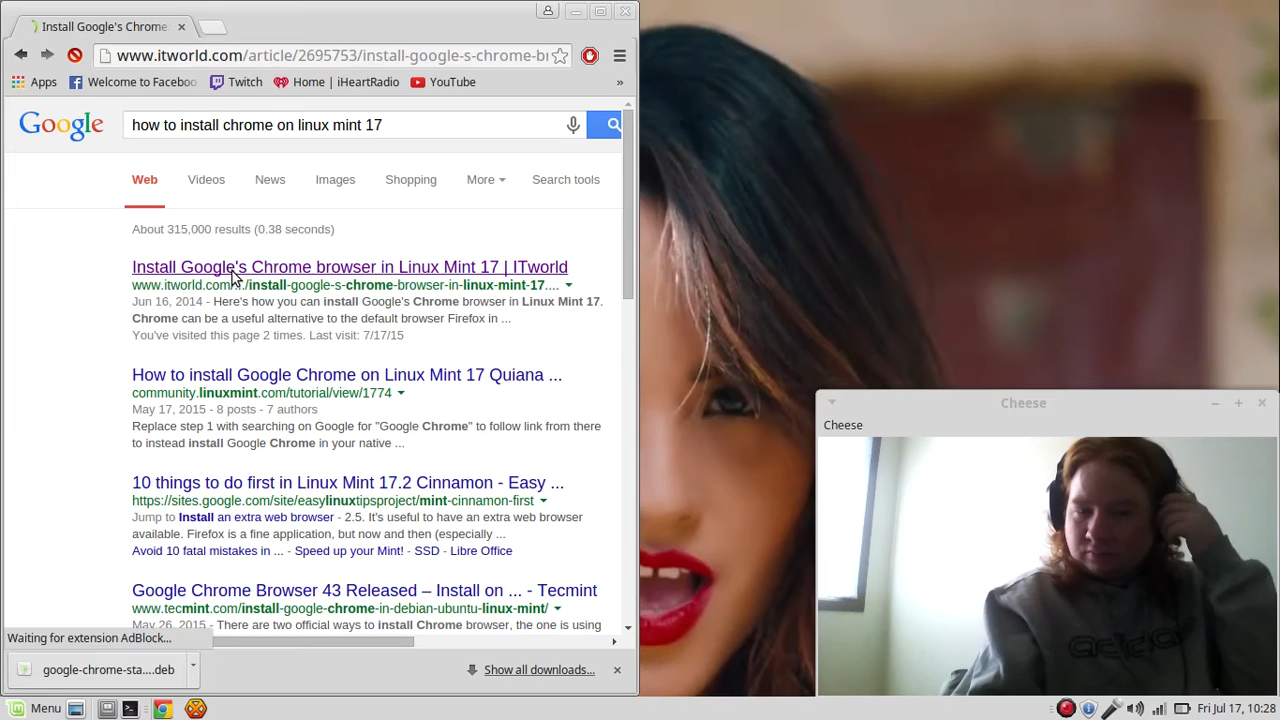 Install Google's Chrome
www.itworld.com/article/2695753/install-google-s-chrome-br
Apps Welcome to Faceboo Twitch Home | iHeartRadio YouTube »
Google how to install chrome on linux mint 17
Web Videos News Images Shopping More Search tools
About 315,000 results (0.38 seconds)
Install Google's Chrome browser in Linux Mint 17 | ITworld
www.itworld.com/.../install-google-s-chrome-browser-in-linux-mint-17....
Jun 16, 2014 - Here's how you can install Google's Chrome browser in Linux Mint 17.
Chrome can be a useful alternative to the default browser Firefox in ...
You've visited this page 2 times. Last visit: 7/17/15
How to install Google Chrome on Linux Mint 17 Quiana ...
community.linuxmint.com/tutorial/view/1774
May 17, 2015 - 8 posts - 7 authors
Replace step 1 with searching on Google for "Google Chrome" to follow link from there
to instead install Google Chrome in your native ...
10 things to do first in Linux Mint 17.2 Cinnamon - Easy ...
https://sites.google.com/site/easylinuxtipsproject/mint-cinnamon-first
Jump to Install an extra web browser - 2.5. It's useful to have an extra web browser
available. Firefox is a fine application, but now and then (especially ...
Avoid 10 fatal mistakes in ... - Speed up your Mint! - SSD - Libre Office
Google Chrome Browser 43 Released – Install on ... - Tecmint
www.tecmint.com/install-google-chrome-in-debian-ubuntu-linux-mint/
May 26, 2015 - There are two official ways to install Chrome browser, the one is using
Waiting for extension AdBlock...
google-chrome-sta....deb Show all downloads...
Cheese
Cheese
Menu Fri Jul 17, 10:28